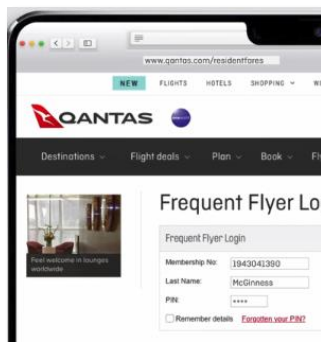 www.qantas.com/residentfares
NEW FLIGHTS HOTELS SHOPPING
QANTAS
Destinations Flight deals Plan Book
Frequent Flyer Lo
Feel welcome in lounges
worldwide
Frequent Flyer Login
Membership No: 1943041390
Last Name: McGinness
PIN: ****
Remember details Forgotten your PIN?